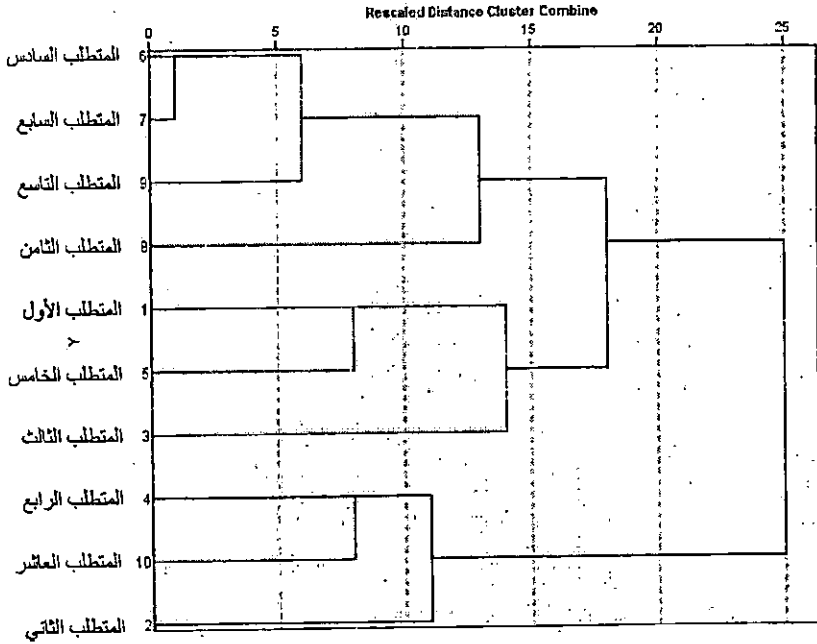 Rescaled Distance Cluster Combine
0 5 10 15 20 25
المتطلب السادس 6
المتطلب السابع 7
المتطلب التاسع 9
المتطلب الثامن 8
المتطلب الأول 1
Y
المتطلب الخامس 5
المتطلب الثالث 3
المتطلب الرابع 4
المتطلب العاشر 10
المتطلب الثاني 2